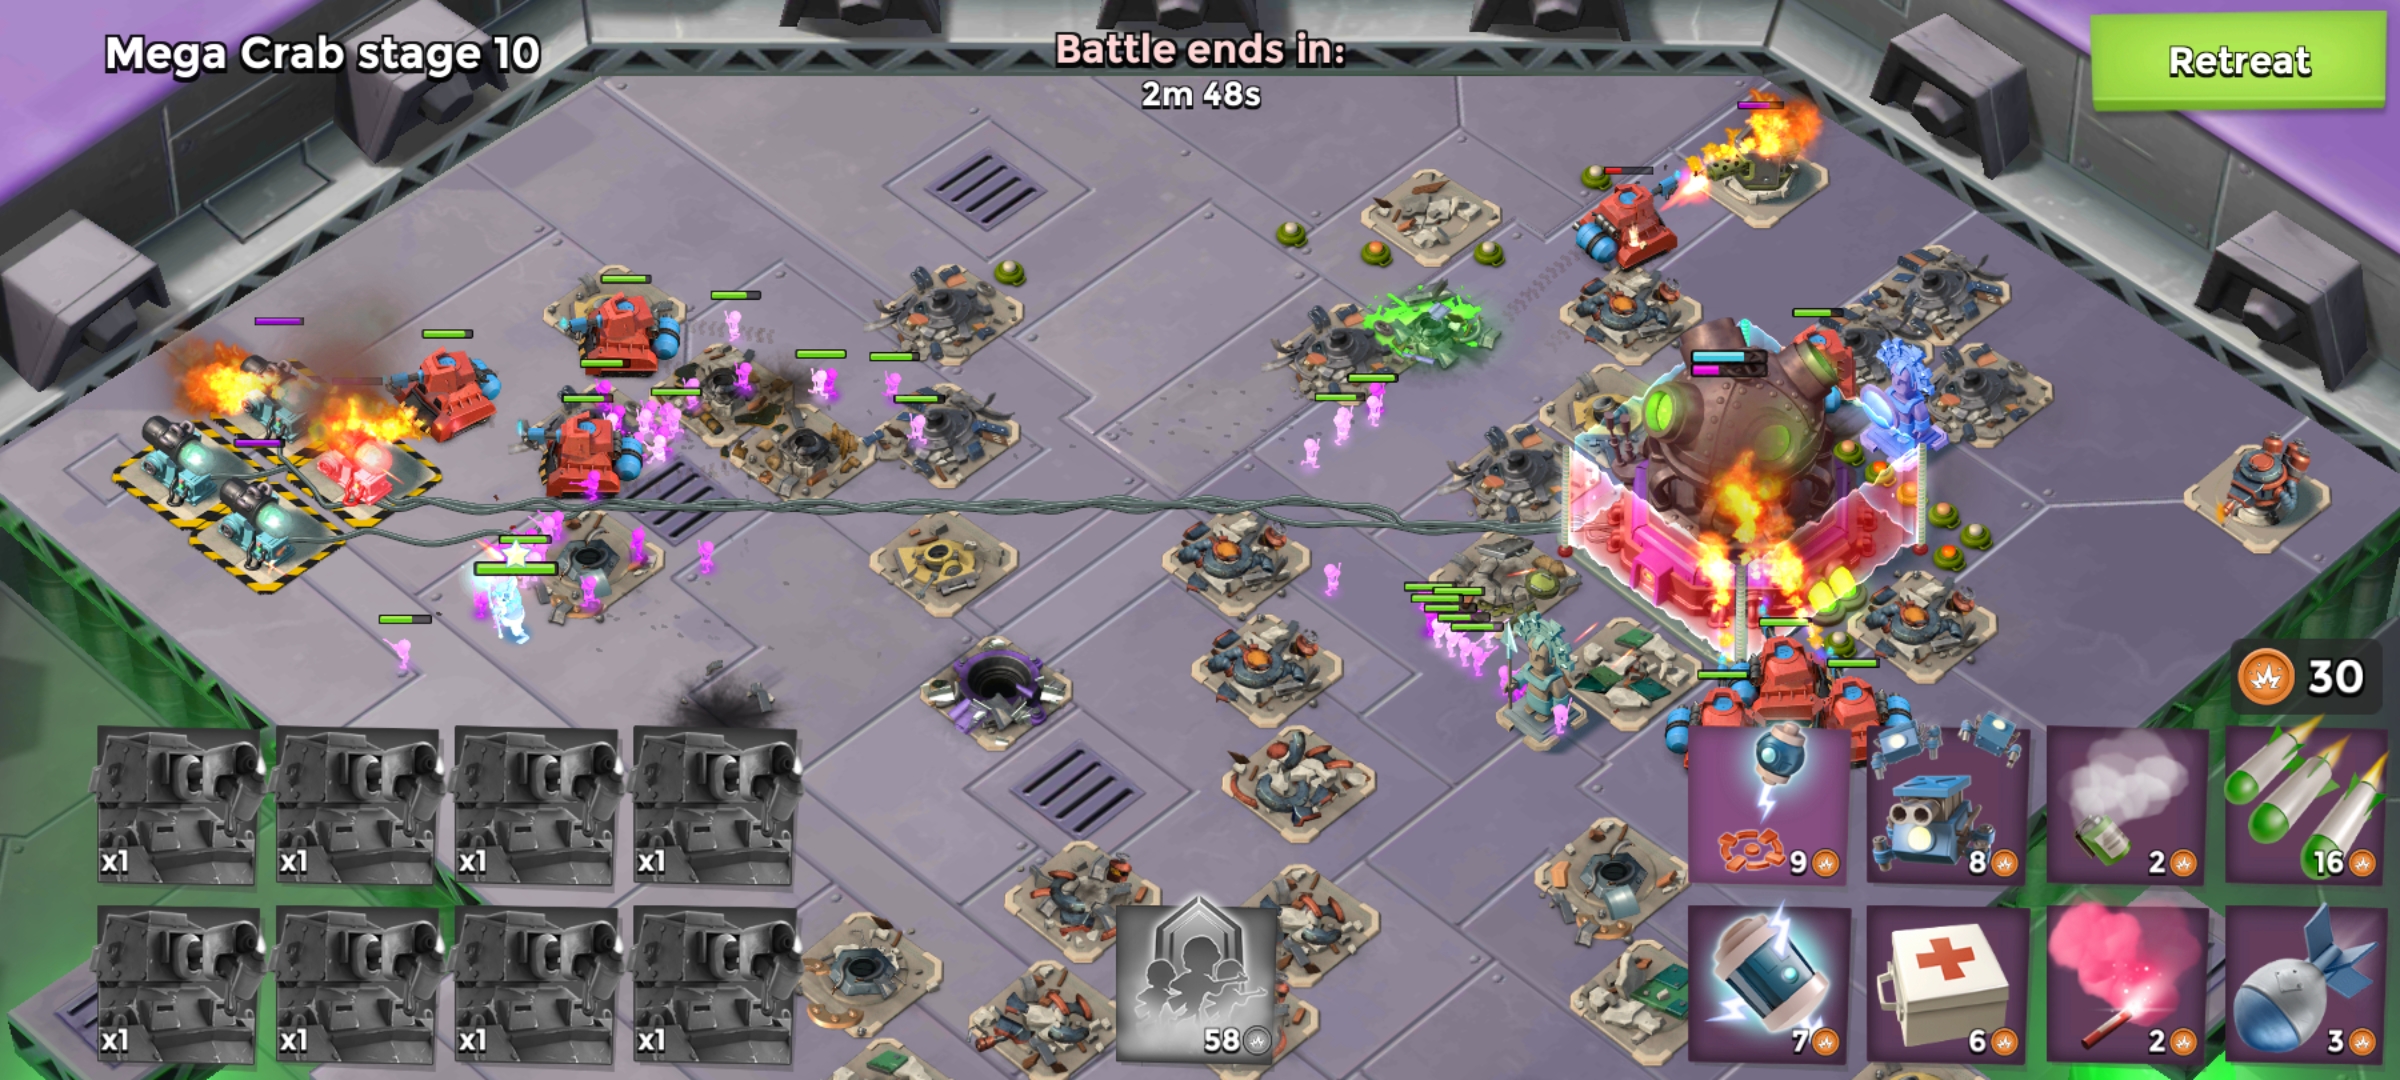 Mega Crab stage 10
Battle ends in:
2m 48s
Retreat
30
x1
x1
x1
x1
9
8
2
16
x1
x1
x1
x1
58
7
6
2
3